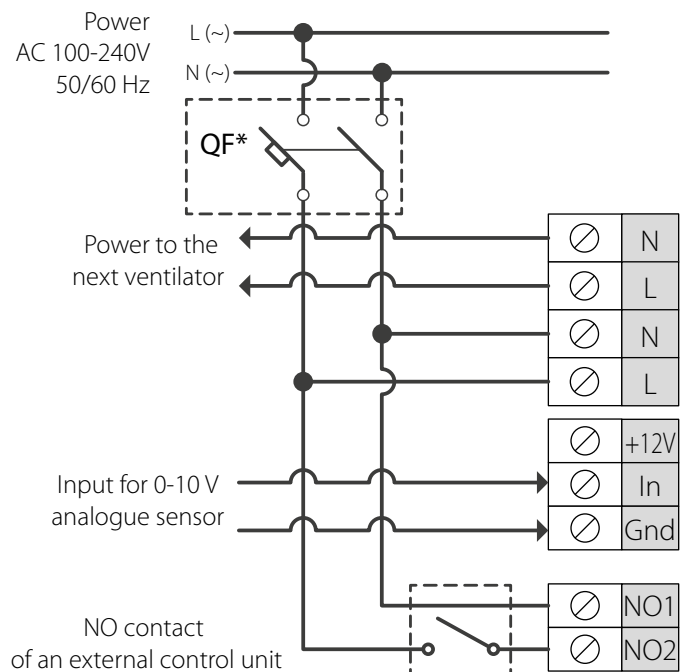 Power
AC 100-240V
50/60 Hz
L (~)
N (~)
QF*
Power to the
next ventilator
N
L
N
L
+12V
Input for 0-10 V
analogue sensor
In
Gnd
NO1
NO contact
of an external control unit
NO2